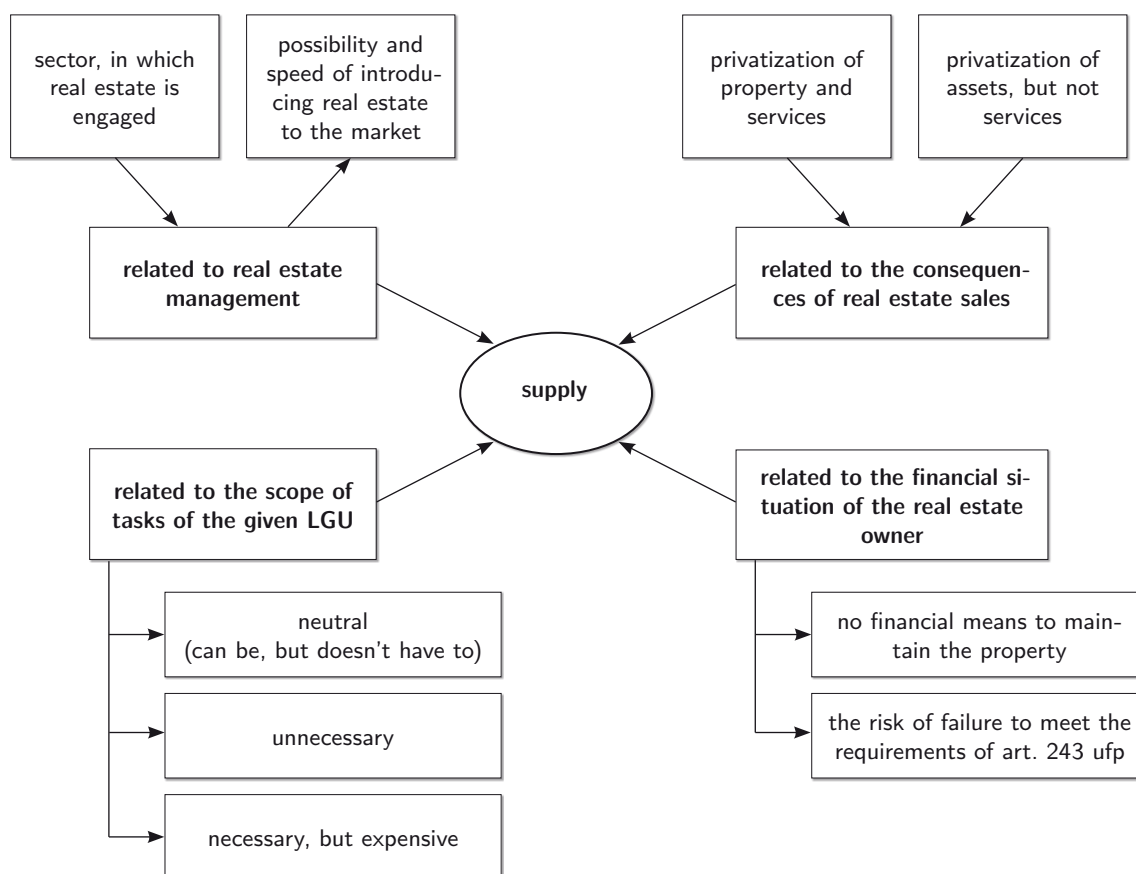 sector, in which
real estate is
engaged
possibility and
speed of introdu-
cing real estate
to the market
privatization of
property and
services
privatization of
assets, but not
services
related to real estate
management
related to the consequen-
ces of real estate sales
supply
related to the scope of
tasks of the given LGU
related to the financial si-
tuation of the real estate
owner
neutral
(can be, but doesn't have to)
unnecessary
necessary, but expensive
no financial means to main-
tain the property
the risk of failure to meet the
requirements of art. 243 ufp